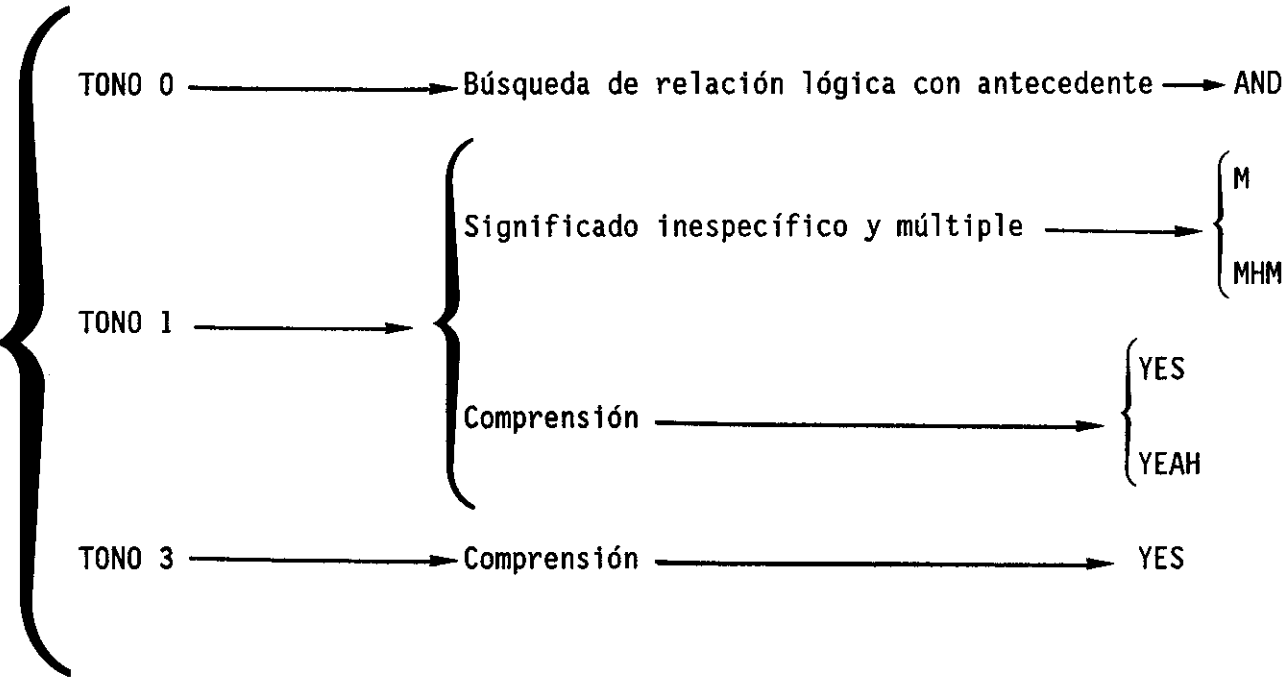 TONO 0 Búsqueda de relación lógica con antecedente AND
M
Significado inespecífico y múltiple
MHM
TONO 1
YES
Comprensión
YEAH
TONO 3 Comprensión YES